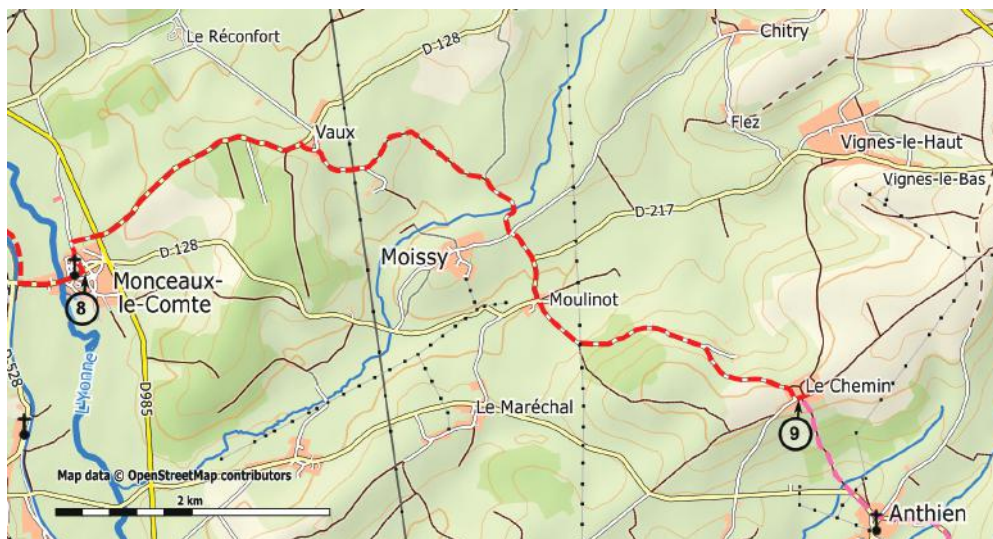 Le Réconfort
D 128
Chitry
Vaux
Flez
Vignes-le-Haut
Vignes-le-Bas
D 217
D 128
Moissy
Monceaux-
le-Comte
8
Moulinot
D 528
L'Yonne
D985
Le Chemin
Le Maréchal
9
Map data © OpenStreetMap contributors
2 km
Anthien